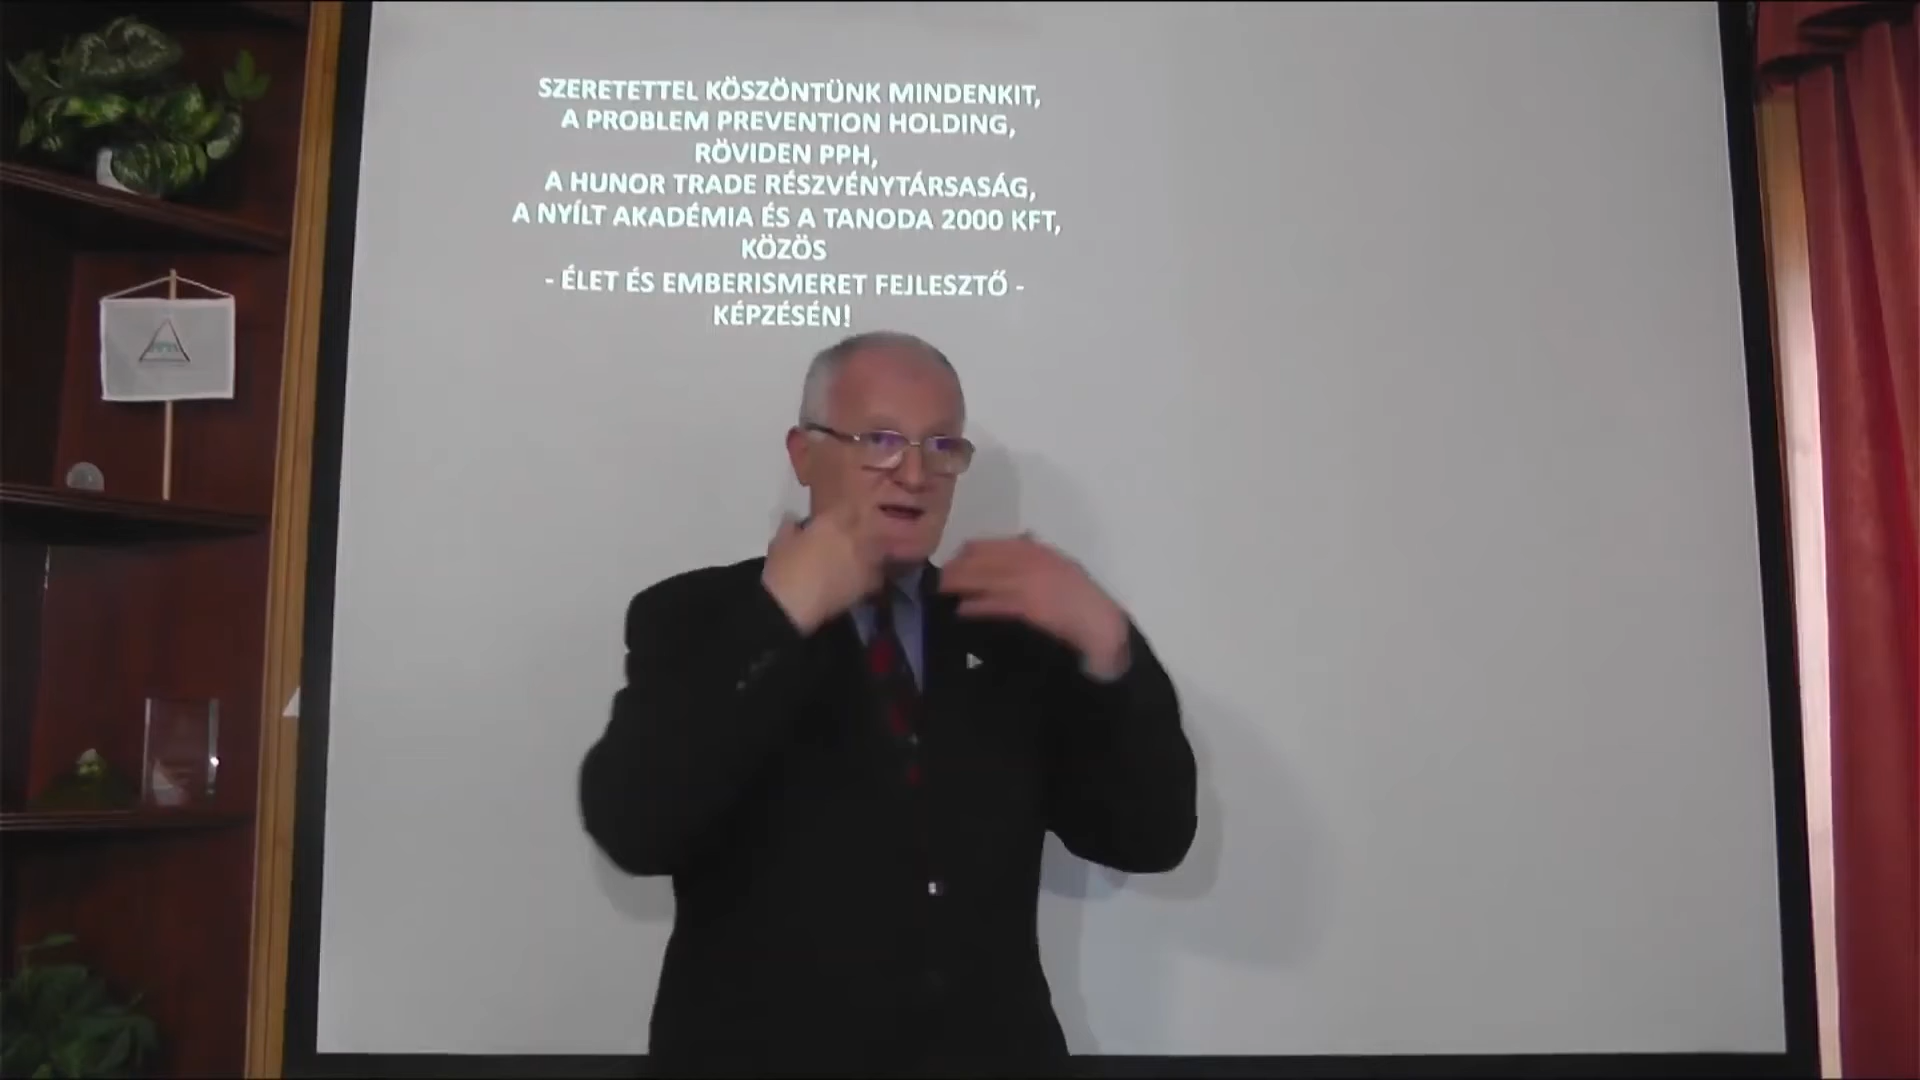 SZERETETTEL KÖSZÖNTÜNK MINDENKIT,
A PROBLEM PREVENTION HOLDING,
RÖVIDEN PPH,
A HUNOR TRADE RÉSZVÉNYTÁRSASÁG,
A NYÍLT AKADÉMIA ÉS A TANODA 2000 KFT,
KÖZÖS
- ÉLET ÉS EMBERISMERET FEJLESZTŐ -
KÉPZÉSÉN!